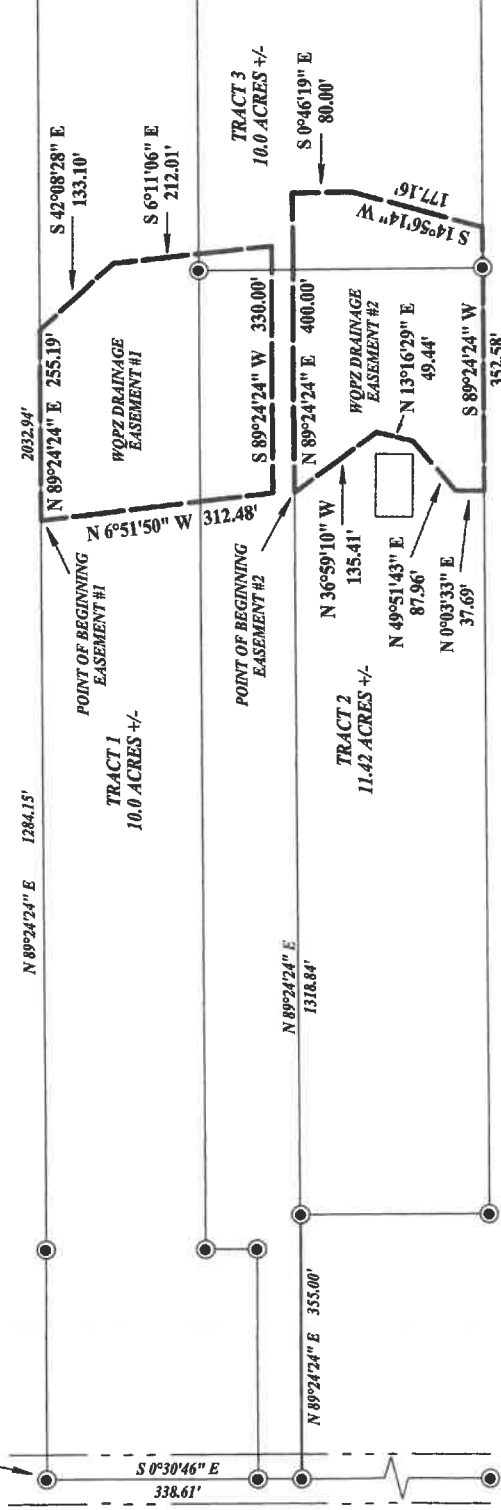 N 89°24'24" E 1284.15'
2032.94'
N 89°24'24" E 255.19'
S 42°08'28" E
133.10'
S 6°11'06" E
212.01'
WQPZ DRAINAGE
EASEMENT #1
N 6°51'50" W 312.48'
S 89°24'24" W 330.00'
POINT OF BEGINNING
EASEMENT #1
TRACT 1
10.0 ACRES +/-
TRACT 3
10.0 ACRES +/-
S 0°46'19" E
80.00'
S 14°56'14" W
177.16'
N 89°24'24" E 400.00'
WQPZ DRAINAGE
EASEMENT #2
N 13°16'29" E
49.44'
S 89°24'24" W
352.58'
POINT OF BEGINNING
EASEMENT #2
N 36°59'10" W
135.41'
N 49°51'43" E
87.96'
N 0°03'33" E
37.69'
TRACT 2
11.42 ACRES +/-
N 89°24'24" E
1318.84'
N 89°24'24" E 355.00'
S 0°30'46" E
338.61'